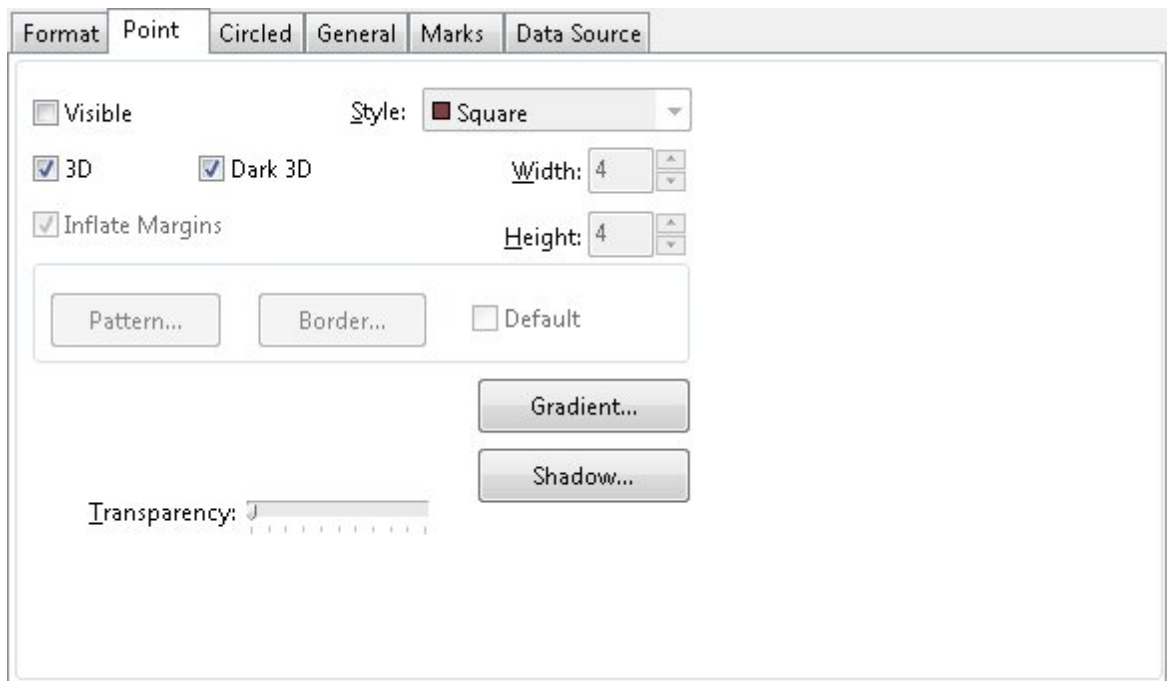 Format Point Circled General Marks Data Source
Visible Style: Square
3D Dark 3D Width: 4
Inflate Margins Height: 4
Pattern... Border... Default
Gradient...
Shadow...
Transparency: